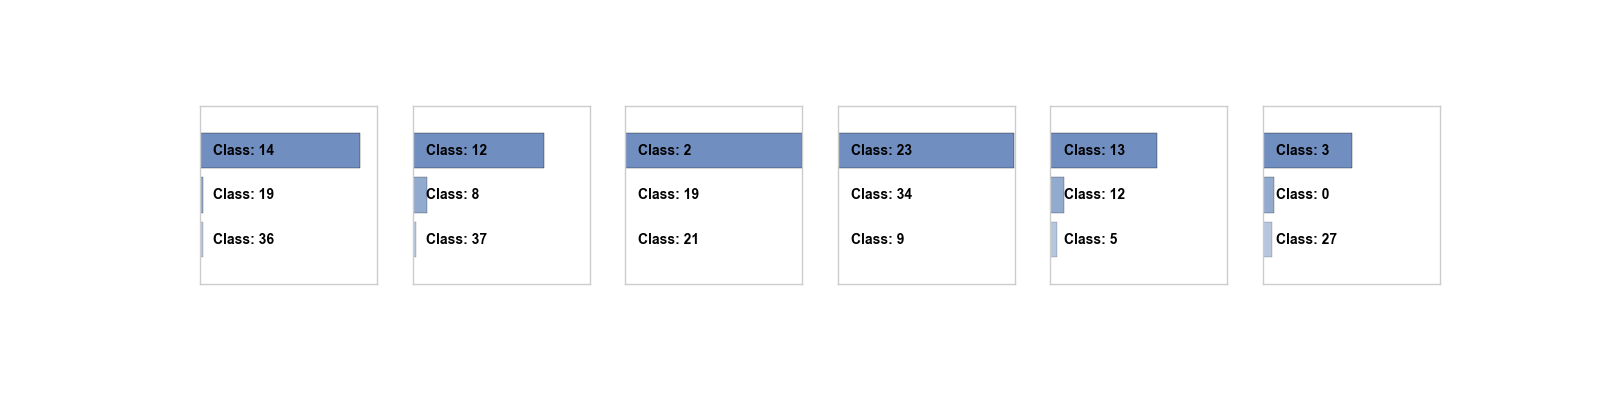 Class: 14
Class: 19
Class: 36
Class: 12
Class: 8
Class: 37
Class: 2
Class: 19
Class: 21
Class: 23
Class: 34
Class: 9
Class: 13
Class: 12
Class: 5
Class: 3
Class: 0
Class: 27